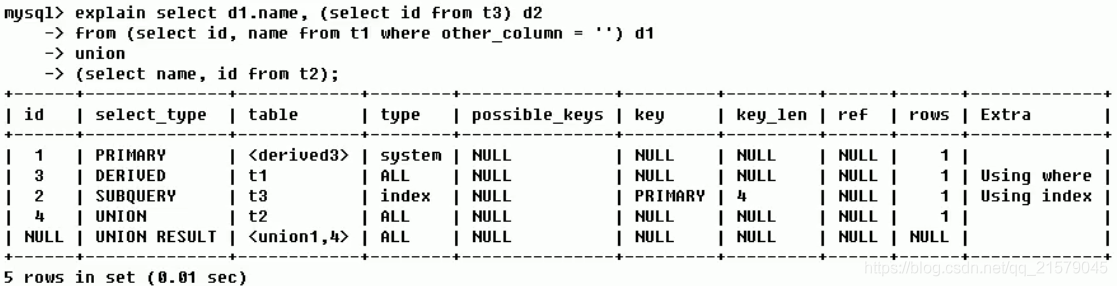 mysql> explain select d1.name, (select id from t3) d2
-> from (select id, name from t1 where other_column = '') d1
-> union
-> (select name, id from t2);
+------+--------------+------------+--------+---------------+---------+---------+------+------+-------------+
| id | select_type | table | type | possible_keys | key | key_len | ref | rows | Extra |
+------+--------------+------------+--------+---------------+---------+---------+------+------+-------------+
| 1 | PRIMARY | <derived3> | system | NULL | NULL | NULL | NULL | 1 | |
| 3 | DERIVED | t1 | ALL | NULL | NULL | NULL | NULL | 1 | Using where |
| 2 | SUBQUERY | t3 | index | NULL | PRIMARY | 4 | NULL | 1 | Using index |
| 4 | UNION | t2 | ALL | NULL | NULL | NULL | NULL | 1 | |
| NULL | UNION RESULT | <union1,4> | ALL | NULL | NULL | NULL | NULL | NULL | |
+------+--------------+------------+--------+---------------+---------+---------+------+------+-------------+
5 rows in set (0.01 sec)
https://blog.csdn.net/qq_21579045